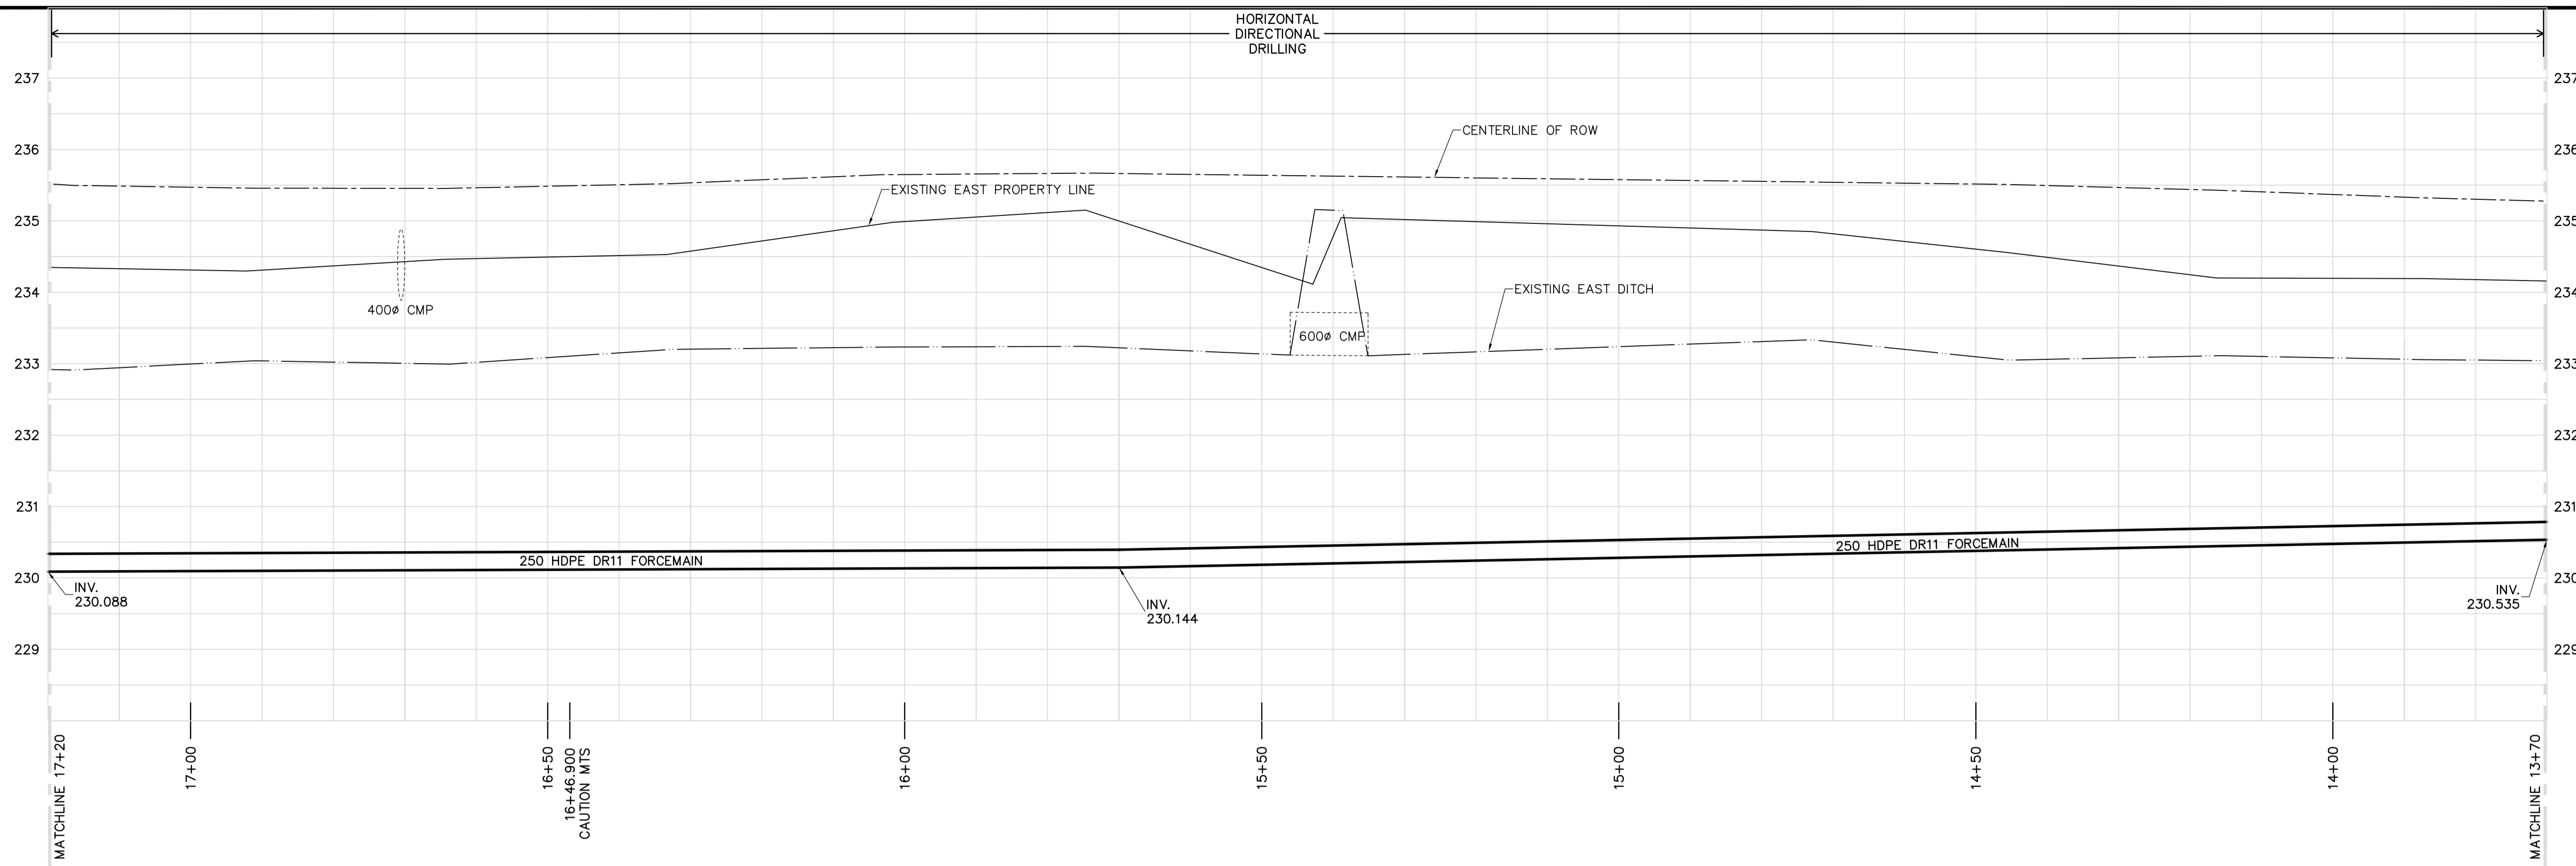 HORIZONTAL
DIRECTIONAL
DRILLING
237
237
236
236
CENTERLINE OF ROW
EXISTING EAST PROPERTY LINE
235
235
234
234
EXISTING EAST DITCH
400ø CMP
600ø CMP
233
233
232
232
231
231
250 HDPE DR11 FORCEMAIN
250 HDPE DR11 FORCEMAIN
230
230
INV.
230.088
INV.
230.144
INV.
230.535
229
229
MATCHLINE 17+20
17+00
16+50
16+46.900
CAUTION MTS
16+00
15+50
15+00
14+50
14+00
MATCHLINE 13+70